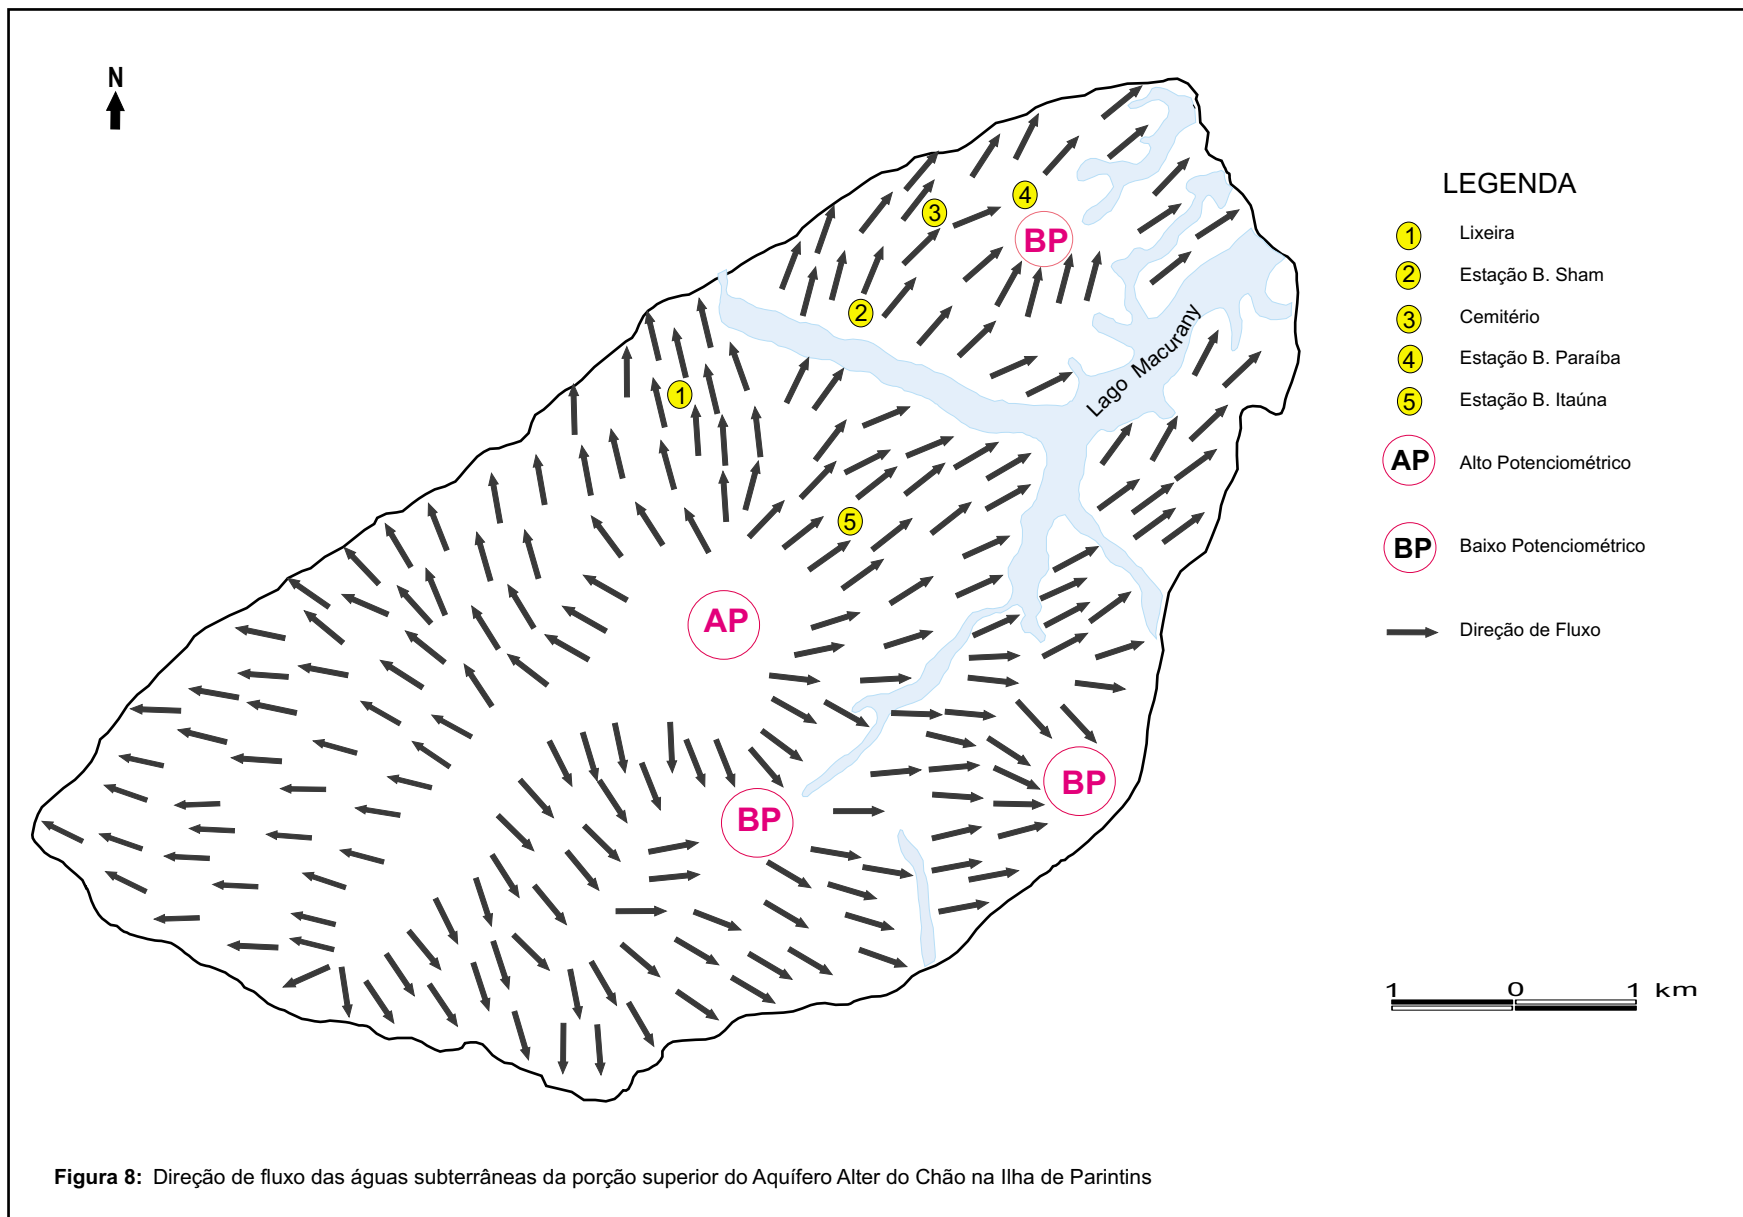 N
4
3
BP
2
1
Lago Macurany
5
AP
BP
BP
LEGENDA
1 Lixeira
2 Estação B. Sham
3 Cemitério
4 Estação B. Paraíba
5 Estação B. Itaúna
AP Alto Potenciométrico
BP Baixo Potenciométrico
Direção de Fluxo
1 0 1 km
Figura 8: Direção de fluxo das águas subterrâneas da porção superior do Aquífero Alter do Chão na Ilha de Parintins